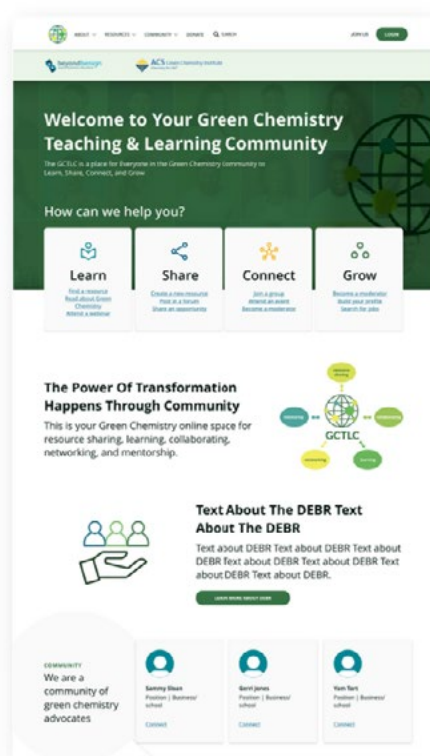 ABOUT RESOURCES COMMUNITY DONATE SEARCH JOIN US LOGIN
beyondbenign
ACS Green Chemistry Institute
Welcome to Your Green Chemistry
Teaching & Learning Community
The GCTLC is a place for Everyone in the Green Chemistry Community to
Learn, Share, Connect, and Grow
How can we help you?
Learn
Find a resource
Read about Green
Chemistry
Attend a webinar
Share
Create a new resource
Post in a forum
Share an opportunity
Connect
Join a group
Attend an event
Become a moderator
Grow
Become a moderator
Build your profile
Search for jobs
The Power Of Transformation
Happens Through Community
This is your Green Chemistry online space for
resource sharing, learning, collaborating,
networking, and mentorship.
GCTLC
Text About The DEBR Text
About The DEBR
Text about DEBR Text about DEBR Text about
DEBR Text about DEBR Text about DEBR Text
about DEBR Text about DEBR.
LEARN MORE ABOUT DEBR
COMMUNITY
We are a
community of
green chemistry
advocates
Sammy Sloan
Position | Business/
school
Connect
Gerri Jones
Position | Business/
school
Connect
Yum Tart
Position | Business/
school
Connect